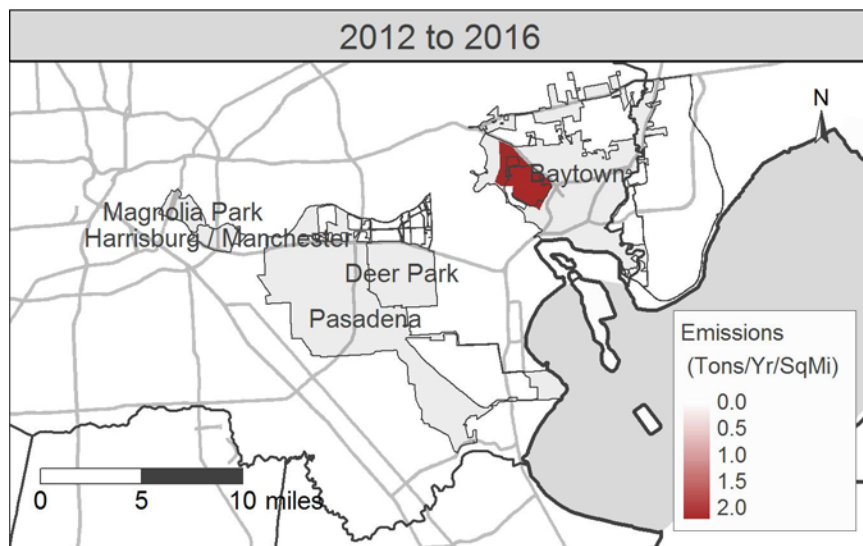 2012 to 2016
N
Baytown
Magnolia Park
Harrisburg Manchester
Deer Park
Pasadena
Emissions
(Tons/Yr/SqMi)
0.0
0.5
1.0
1.5
2.0
0 5 10 miles